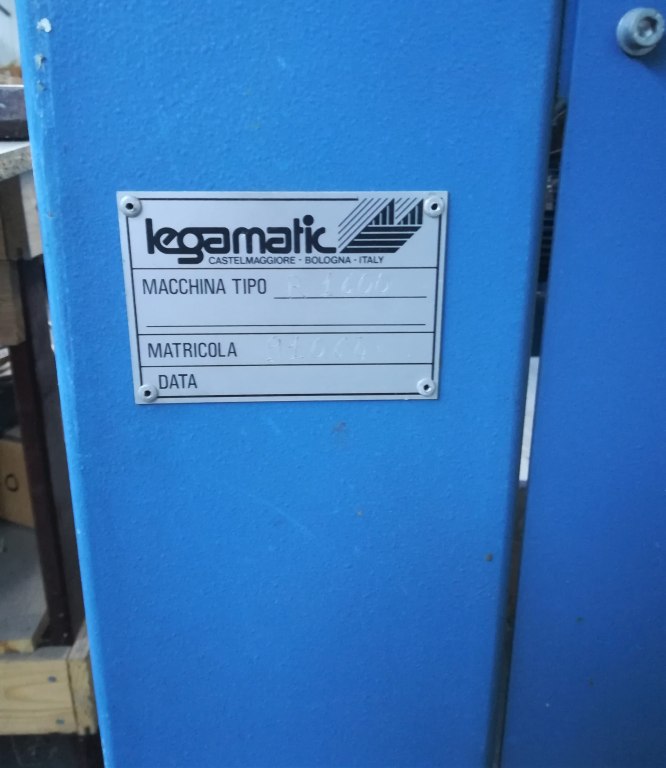 legamatic
CASTELMAGGIORE - BOLOGNA - ITALY
MACCHINA TIPO
MATRICOLA
DATA